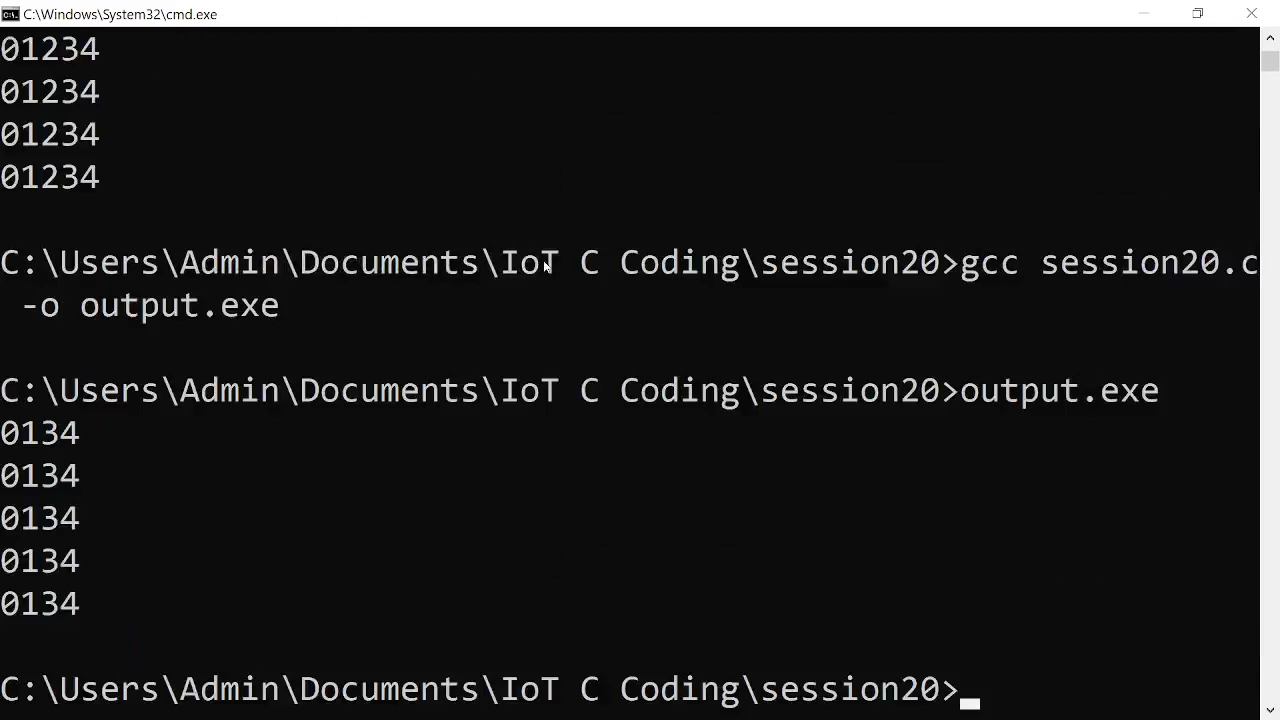 C:\Windows\System32\cmd.exe
01234
01234
01234
01234
C:\Users\Admin\Documents\IoT C Coding\session20>gcc session20.c
 -o output.exe
C:\Users\Admin\Documents\IoT C Coding\session20>output.exe
0134
0134
0134
0134
0134
C:\Users\Admin\Documents\IoT C Coding\session20>